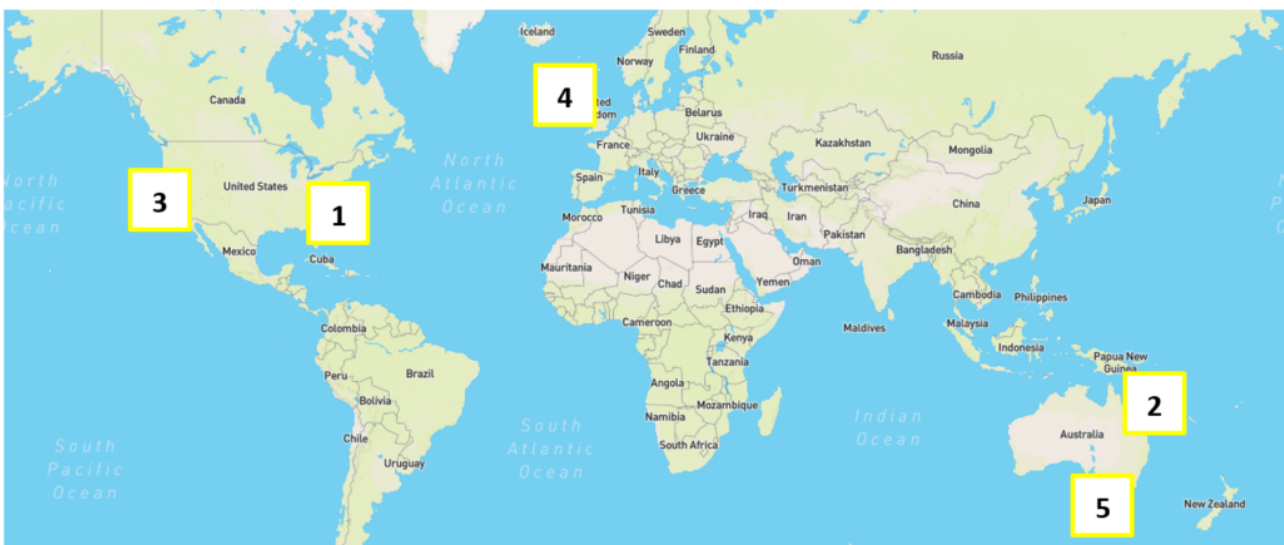 Iceland
Sweden
Finland
Norway
Russia
Canada
4
ted
dom
Belarus
Ukraine
Kazakhstan
Mongolia
France
Italy
Spain
Greece
Turkmenistan
North
Atlantic
Ocean
North
acific
cean
3
United States
1
Japan
China
Iran
Iraq
Pakistan
Tunisia
Morocco
Libya
Egypt
Bangladesh
Oman
Yemen
Mexico
Cuba
Mauritania
Niger
Chad
Sudan
Cambodia
Philippines
Ethiopia
Cameroon
Kenya
Maldives
Malaysia
Indonesia
Colombia
Tanzania
Papua New
Guinea
Peru
Brazil
Angola
Bolivia
Mozambique
Namibia
2
South
Atlantic
Ocean
Indian
Ocean
Australia
Chile
South Africa
South
Pacific
Ocean
Uruguay
5
New Zealand